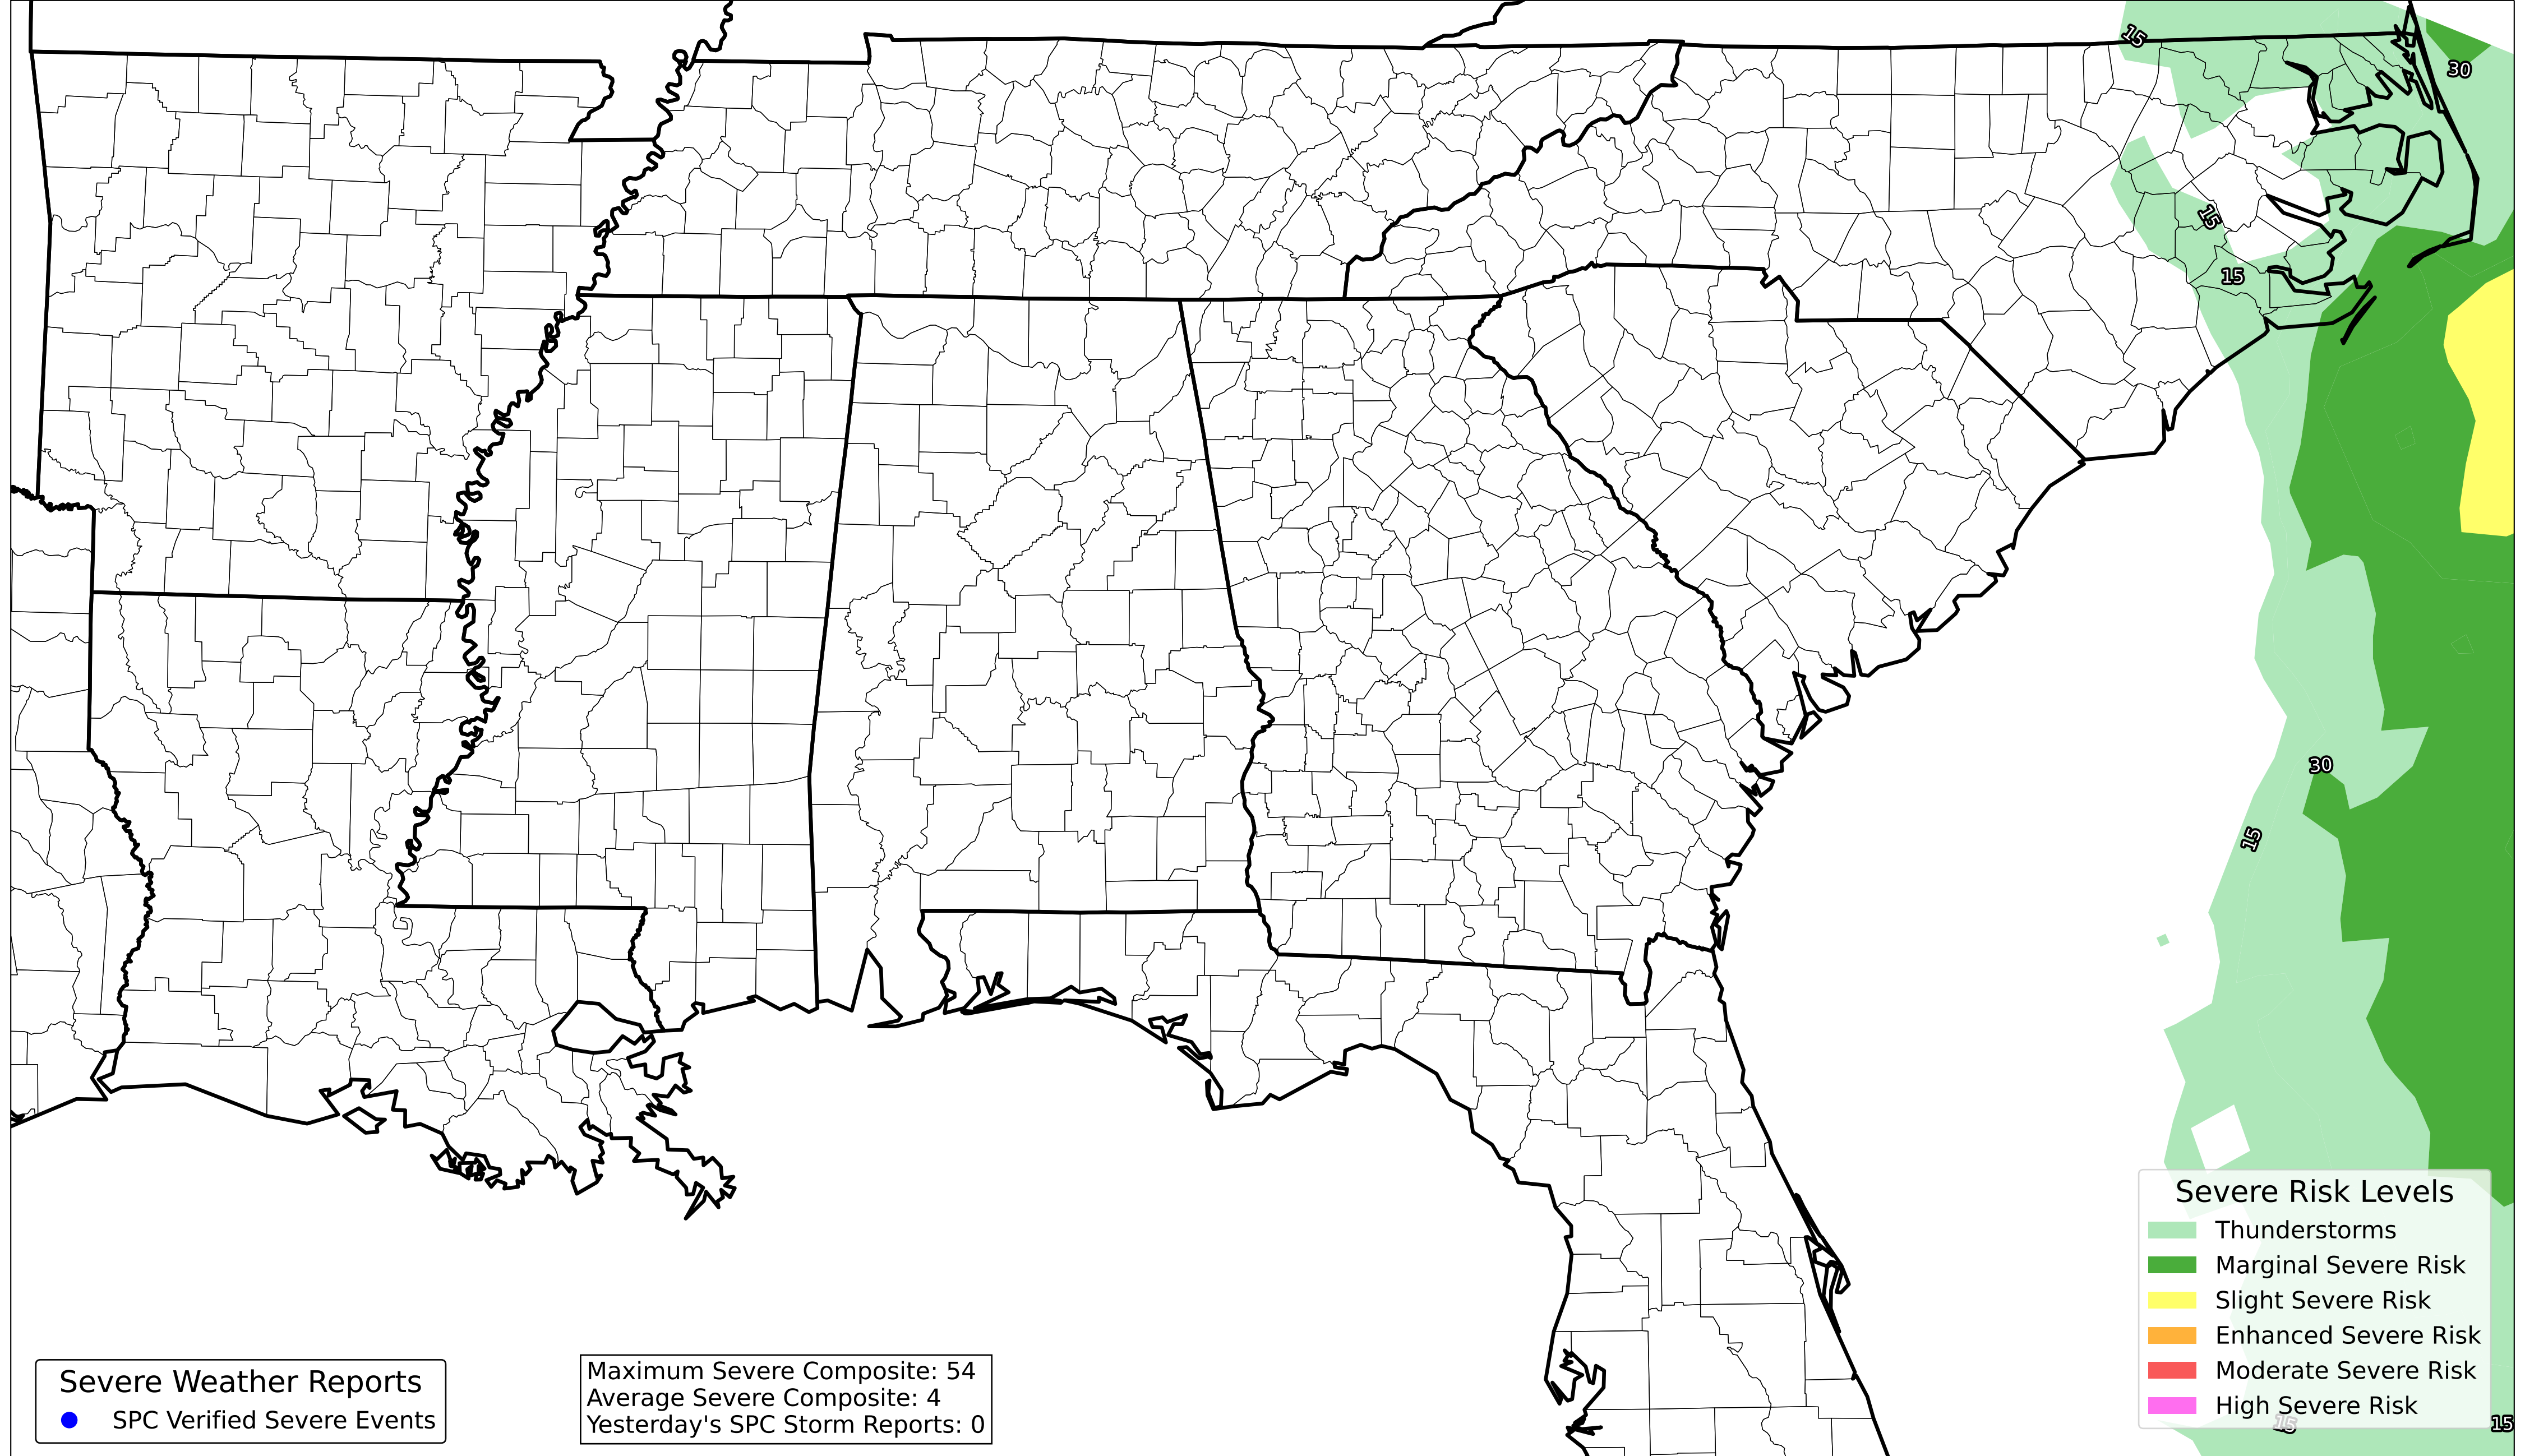 15
30
15
15
30
15
Severe Risk Levels
Thunderstorms
Marginal Severe Risk
Slight Severe Risk
Enhanced Severe Risk
Moderate Severe Risk
High Severe Risk
15
15
Severe Weather Reports
SPC Verified Severe Events
Maximum Severe Composite: 54
Average Severe Composite: 4
Yesterday's SPC Storm Reports: 0